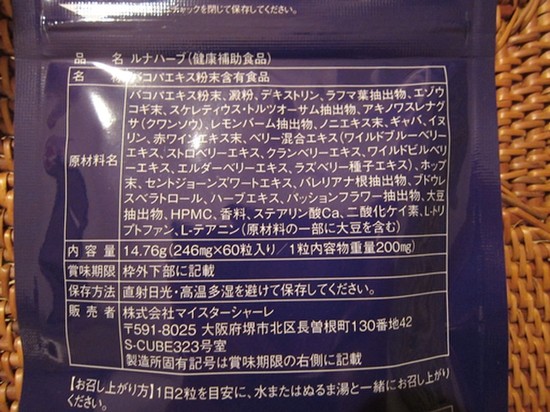 チャックを閉じて保存してください。
品 名 ルナハーブ(健康補助食品)
名 称 バコパエキス粉末含有食品
原材料名
バコパエキス粉末、澱粉、デキストリン、ラフマ葉抽出物、エゾウ
コギ末、スケレティウムトルツオーサム抽出物、アキノワスレナグ
サ(クワンソウ)、レモンバーム抽出物、ノニエキス末、ギャバ、イヌ
リン、赤ワインエキス末、ベリー混合エキス(ワイルドブルーベリー
エキス、ストロベリーエキス、クランベリーエキス、ワイルドビルベリ
ーエキス、エルダーベリーエキス、ラズベリー種子エキス)、ホップ
末、セントジョーンズワートエキス、バレリアナ根抽出物、ブドウレ
スベラトロール、ハーブエキス、パッションフラワー抽出物、大豆
抽出物、HPMC、香料、ステアリン酸Ca、二酸化ケイ素、L-トリ
プトファン、L-テアニン(原材料の一部に大豆を含む)
内 容 量 14.76g(246mg×60粒入り/1粒内容物重量200mg)
賞味期限 枠外下部に記載
保存方法 直射日光・高温多湿を避けて保存してください。
販 売 者 株式会社マイスターシャーレ
〒591-8025 大阪府堺市北区長曽根町130番地42
S-CUBE323号室
製造所固有記号は賞味期限の右側に記載
【お召し上がり方】1日2粒を目安に、水またはぬるま湯と一緒にお召し上がり
ください。